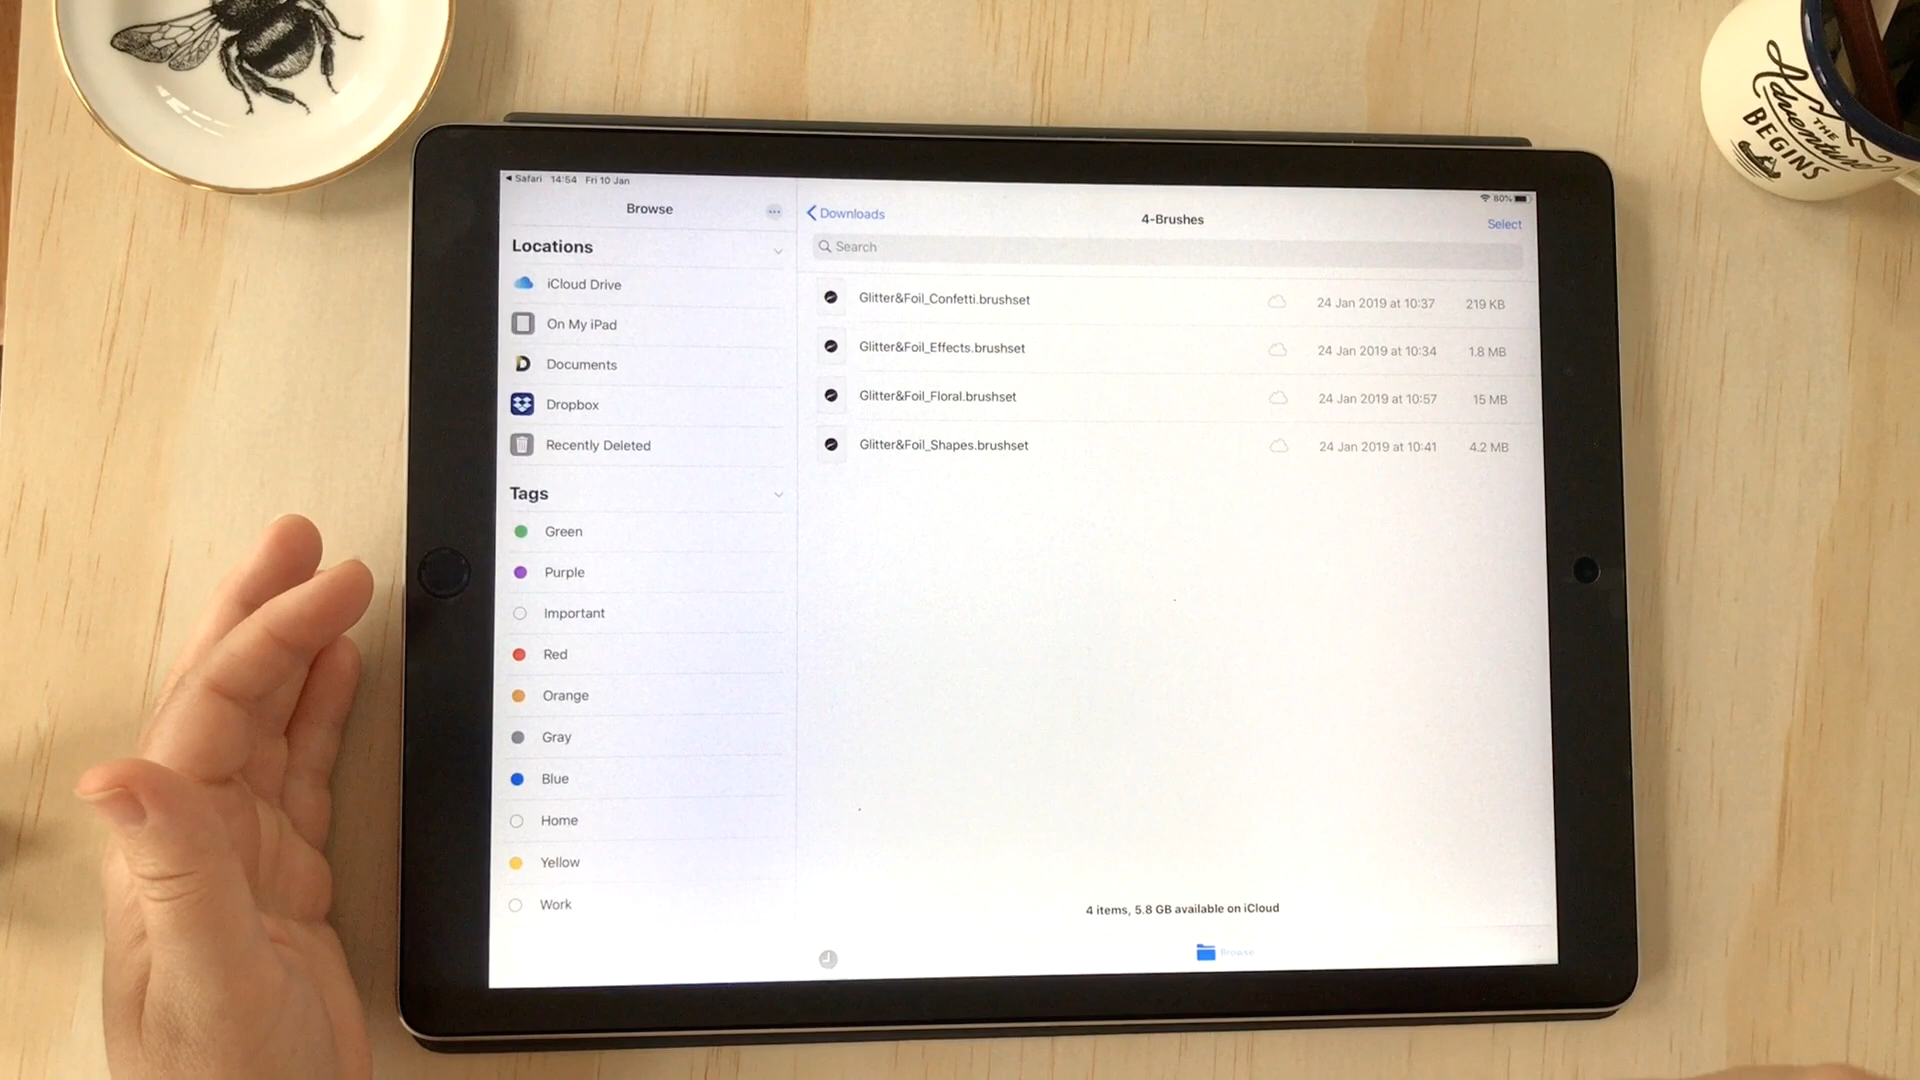 Safari 14:54 Fri 10 Jan
80%
Browse
Locations
iCloud Drive
On My iPad
Documents
Dropbox
Recently Deleted
Tags
Green
Purple
Important
Red
Orange
Gray
Blue
Home
Yellow
Work
Downloads
4-Brushes
Select
Search
Glitter&Foil_Confetti.brushset 24 Jan 2019 at 10:37 219 KB
Glitter&Foil_Effects.brushset 24 Jan 2019 at 10:34 1.8 MB
Glitter&Foil_Floral.brushset 24 Jan 2019 at 10:57 15 MB
Glitter&Foil_Shapes.brushset 24 Jan 2019 at 10:41 4.2 MB
4 items, 5.8 GB available on iCloud
Browse
THE
Adventure
BEGINS